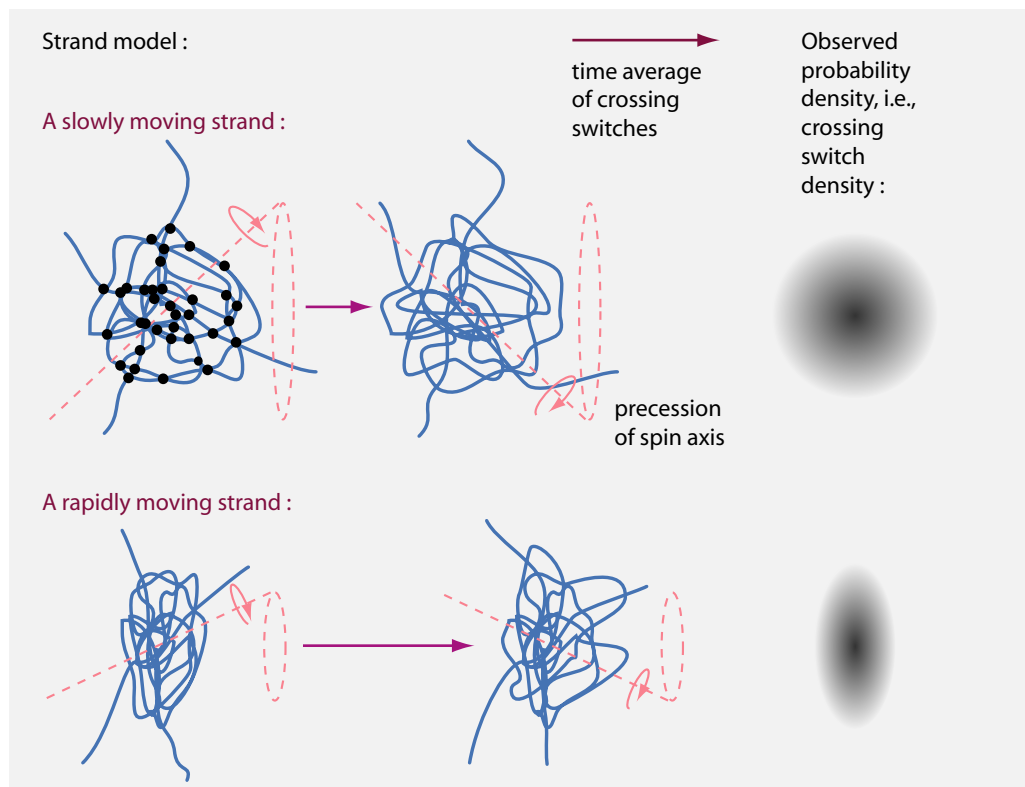 Strand model :
time average
of crossing
switches
Observed
probability
density, i.e.,
crossing
switch
density :
A slowly moving strand :
precession
of spin axis
A rapidly moving strand :